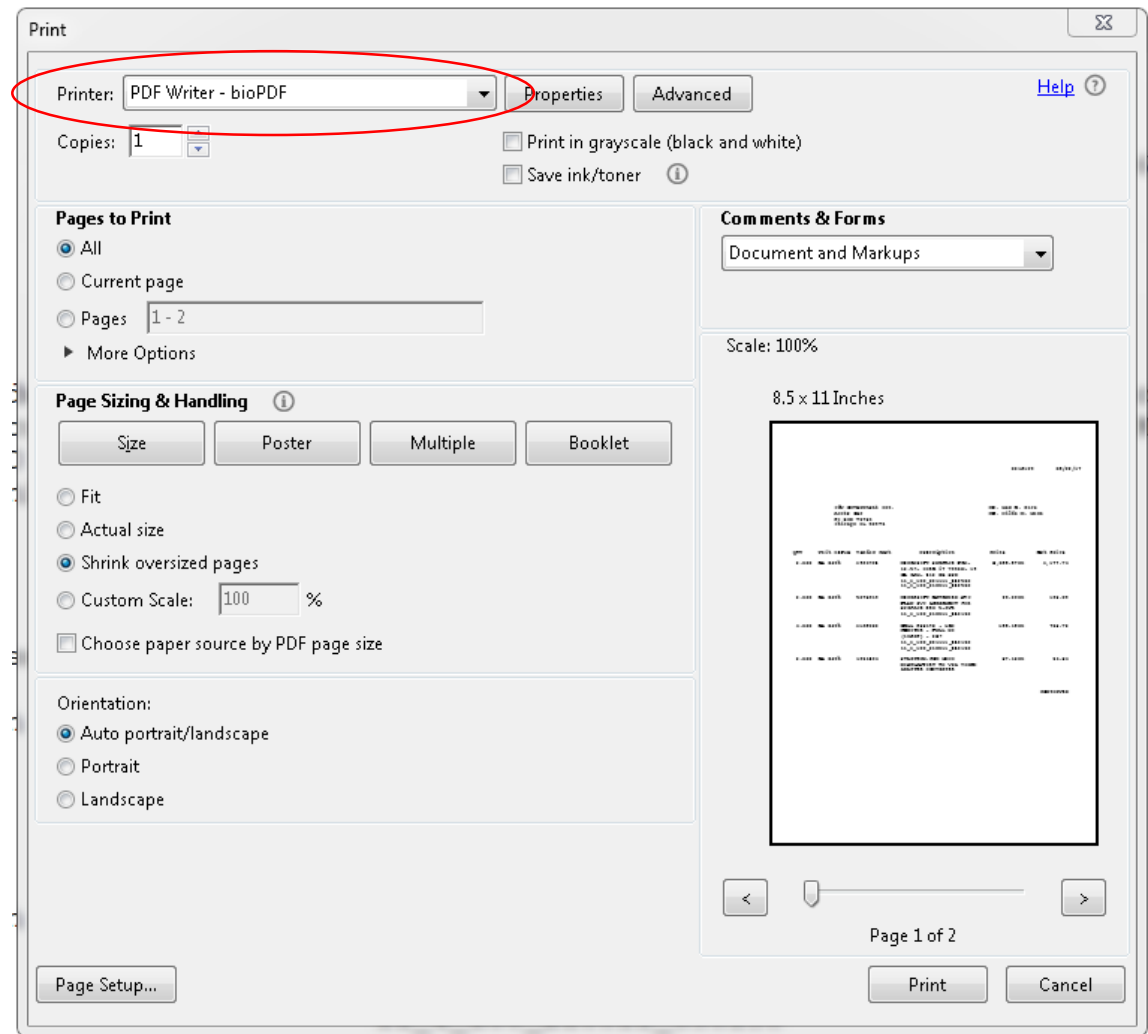 Print
Printer: PDF Writer - bioPDF Properties Advanced Help
Copies: 1
Print in grayscale (black and white)
Save ink/toner
Pages to Print
All
Current page
Pages 1 - 2
More Options
Comments & Forms
Document and Markups
Page Sizing & Handling
Size Poster Multiple Booklet
Fit
Actual size
Shrink oversized pages
Custom Scale: 100 %
Choose paper source by PDF page size
Orientation:
Auto portrait/landscape
Portrait
Landscape
Scale: 100%
8.5 x 11 Inches
< >
Page 1 of 2
Page Setup... Print Cancel